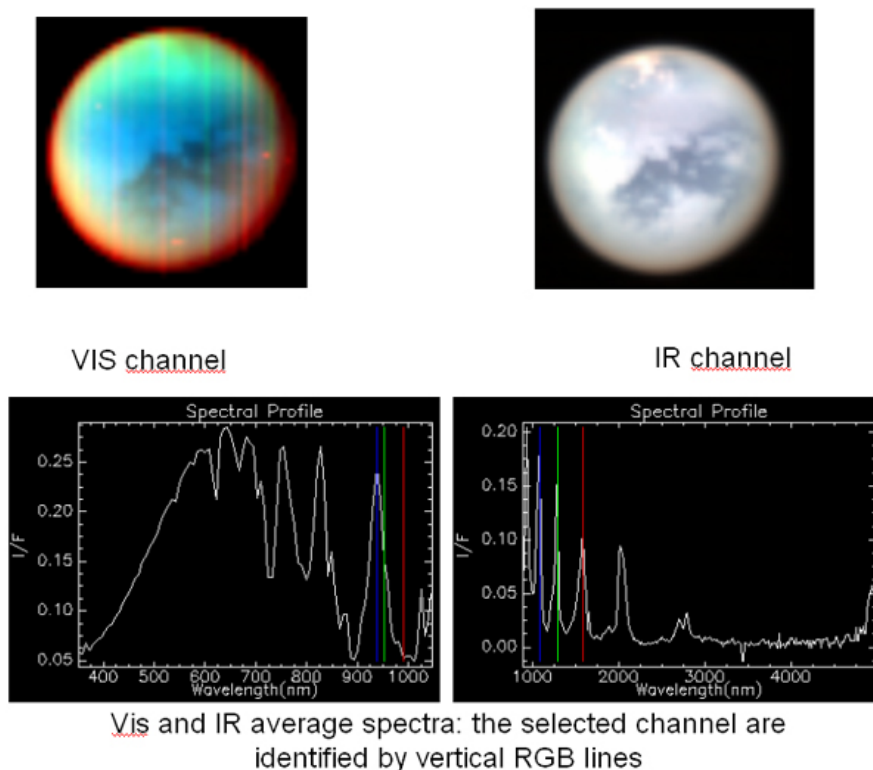 VIS channel
IR channel
Spectral Profile
0.25
0.20
0.15
0.10
0.05
I/F
400 500 600 700 800 900 1000
Wavelength(nm)
Spectral Profile
0.20
0.15
0.10
0.05
0.00
I/F
1000 2000 3000 4000
Wavelength(nm)
Vis and IR average spectra: the selected channel are
identified by vertical RGB lines